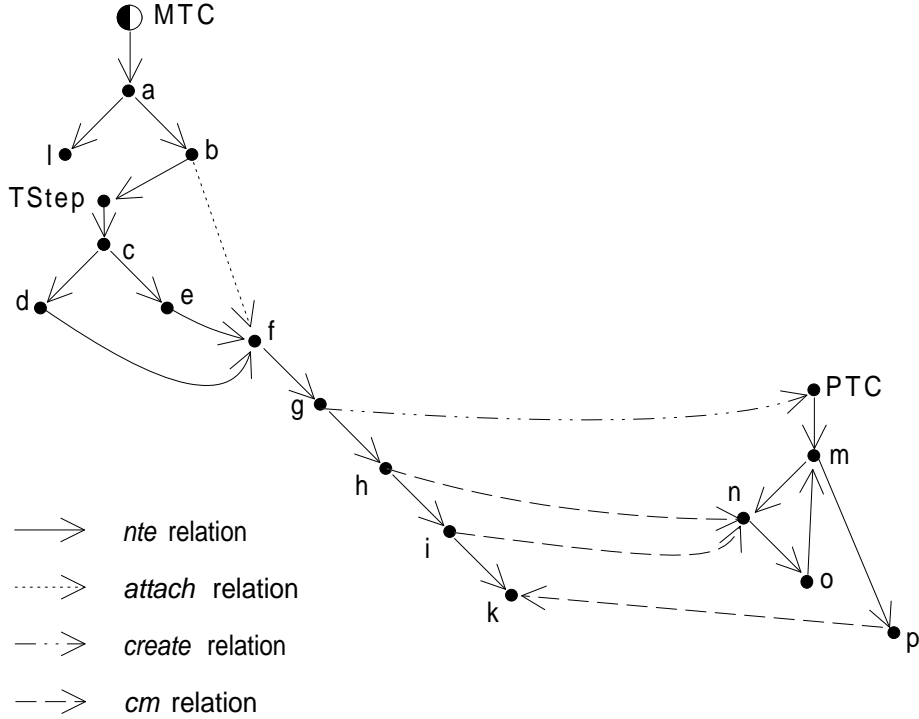 MTC
a
l
b
TStep
c
d
e
f
g
PTC
m
h
n
i
o
k
p
nte relation
attach relation
create relation
cm relation